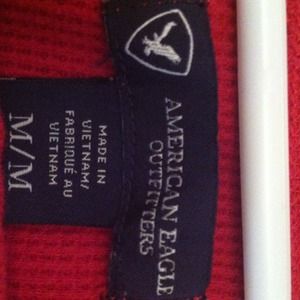 AMERICAN EAGLE
OUTFITTERS
MADE IN
VIETNAM/
FABRIQUÉ AU
VIETNAM
M/M